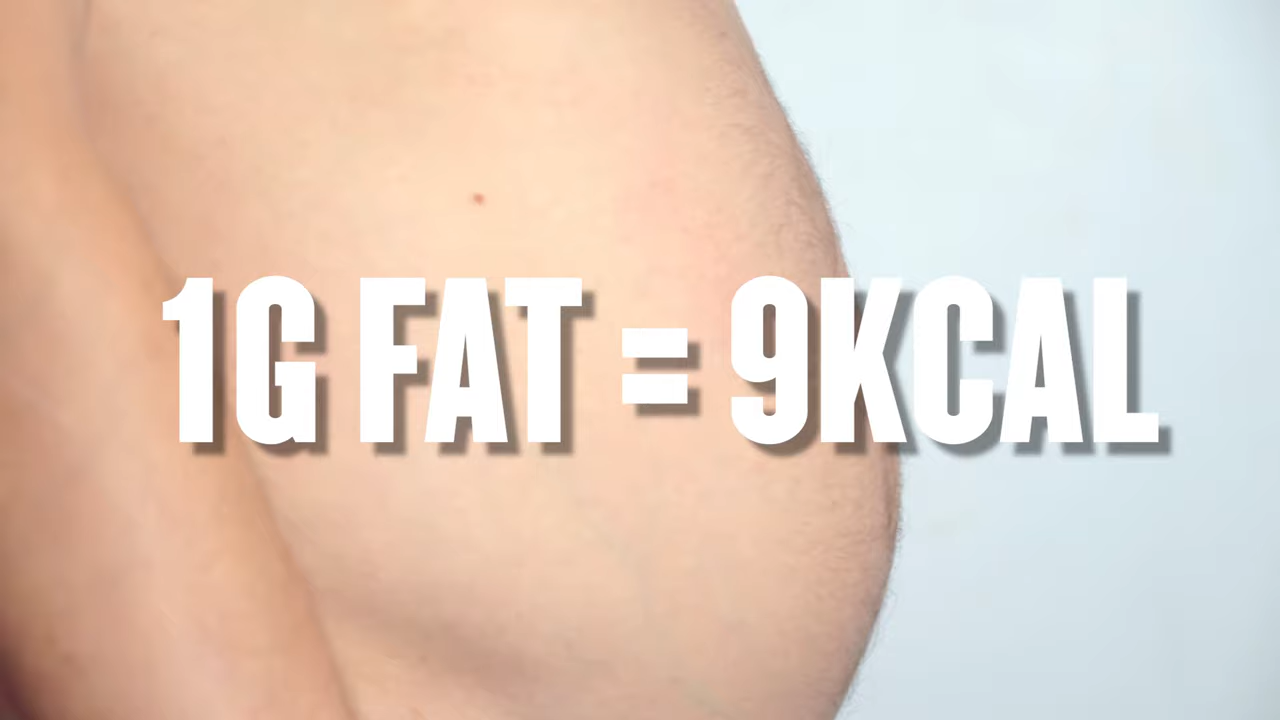 1G FAT = 9KCAL